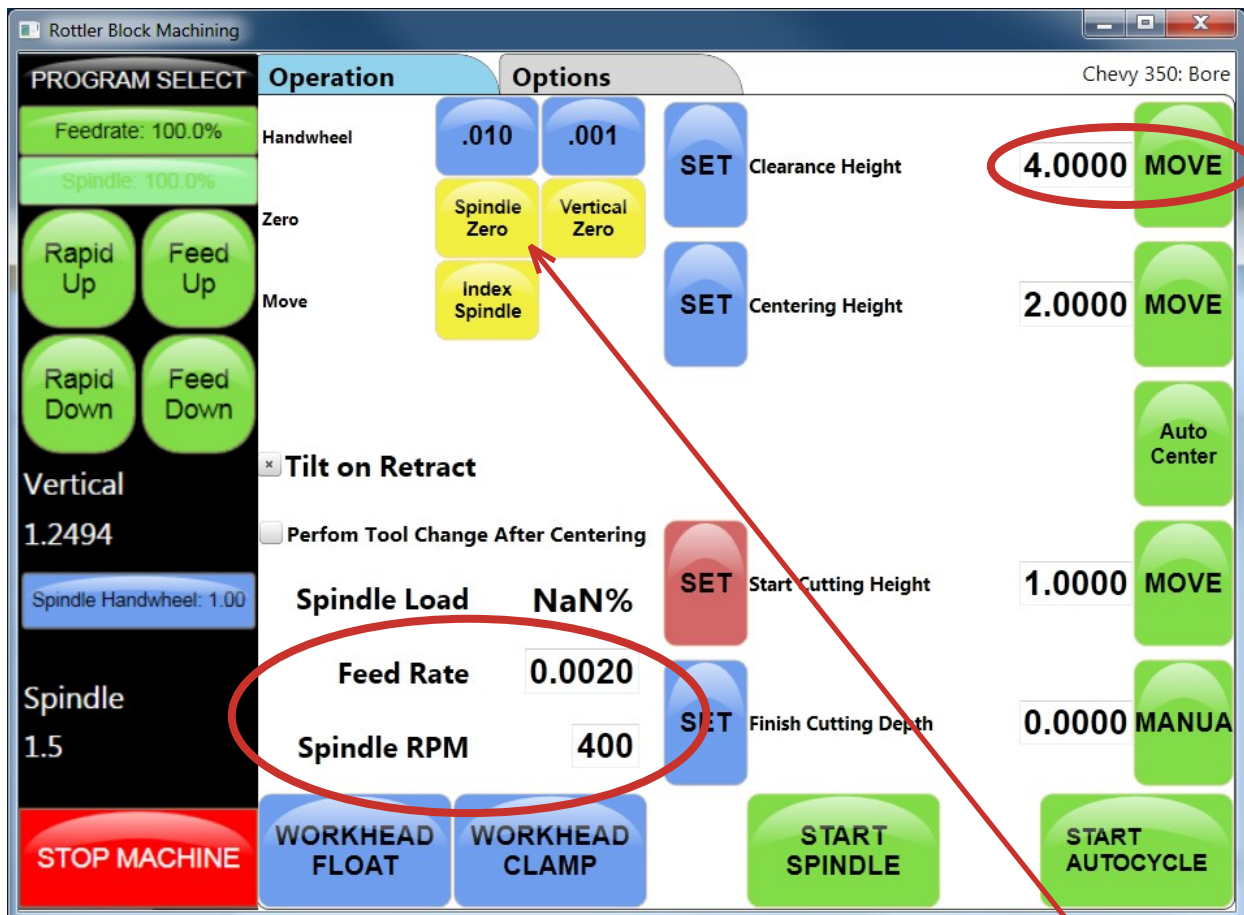 Rottler Block Machining
PROGRAM SELECT
Operation
Options
Chevy 350: Bore
Feedrate: 100.0%
Spindle: 100.0%
Rapid
Up
Feed
Up
Rapid
Down
Feed
Down
Vertical
1.2494
Spindle Handwheel: 1.00
Spindle
1.5
STOP MACHINE
Handwheel
.010
.001
Zero
Spindle
Zero
Vertical
Zero
Move
Index
Spindle
Tilt on Retract
Perfom Tool Change After Centering
Spindle Load NaN%
Feed Rate 0.0020
Spindle RPM 400
SET Clearance Height 4.0000 MOVE
SET Centering Height 2.0000 MOVE
Auto
Center
SET Start Cutting Height 1.0000 MOVE
SET Finish Cutting Depth 0.0000 MANUA
WORKHEAD
FLOAT
WORKHEAD
CLAMP
START
SPINDLE
START
AUTOCYCLE